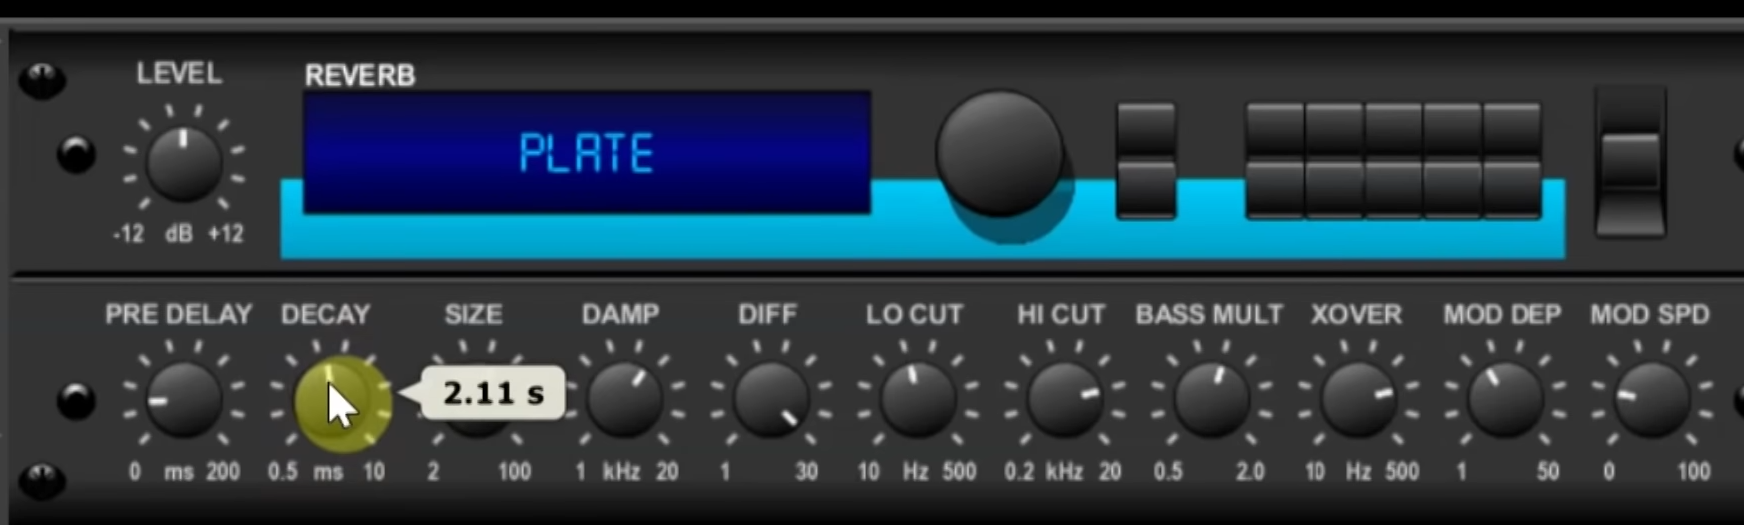 LEVEL
REVERB
PLATE
-12 dB +12
PRE DELAY DECAY SIZE DAMP DIFF LO CUT HI CUT BASS MULT XOVER MOD DEP MOD SPD
2.11 s
0 ms 200 0.5 ms 10 2 100 1 kHz 20 1 30 10 Hz 500 0.2 kHz 20 0.5 2.0 10 Hz 500 1 50 0 100